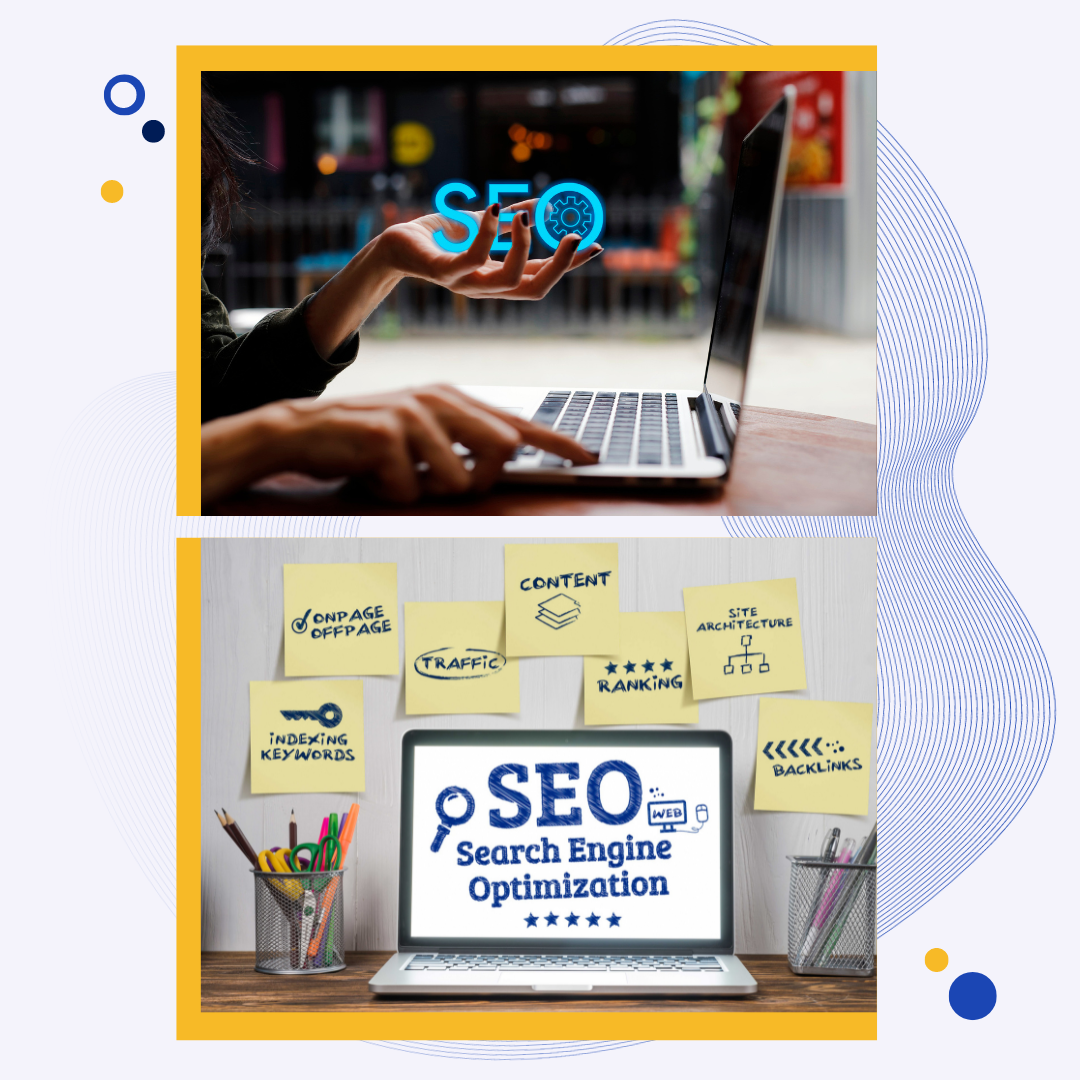 SEO
CONTENT
ONPAGE
OFFPAGE
TRAFFIC
RANKING
SITE
ARCHITECTURE
INDEXING
KEYWORDS
BACKLINKS
SEO
WEB
Search Engine
Optimization